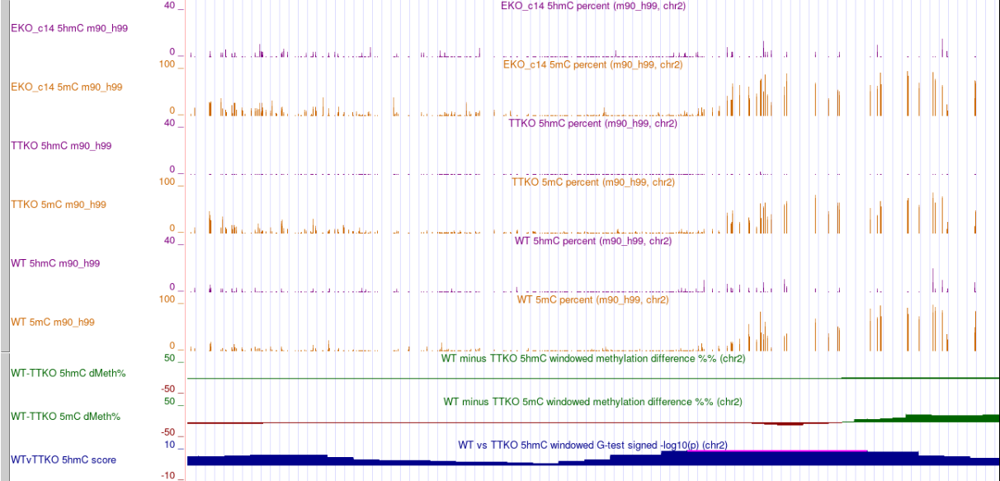 40 _
EKO_c14 5hmC percent (m90_h99, chr2)
EKO_c14 5hmC m90_h99
0 _
100 _
EKO_c14 5mC percent (m90_h99, chr2)
EKO_c14 5mC m90_h99
0 _
40 _
TTKO 5hmC percent (m90_h99, chr2)
TTKO 5hmC m90_h99
0 _
100 _
TTKO 5mC percent (m90_h99, chr2)
TTKO 5mC m90_h99
0 _
40 _
WT 5hmC percent (m90_h99, chr2)
WT 5hmC m90_h99
0 _
100 _
WT 5mC percent (m90_h99, chr2)
WT 5mC m90_h99
0 _
50 _
WT minus TTKO 5hmC windowed methylation difference %% (chr2)
WT-TTKO 5hmC dMeth%
-50 _
50 _
WT minus TTKO 5mC windowed methylation difference %% (chr2)
WT-TTKO 5mC dMeth%
-50 _
10 _
WT vs TTKO 5hmC windowed G-test signed -log10(p) (chr2)
WTvTTKO 5hmC score
-10 _